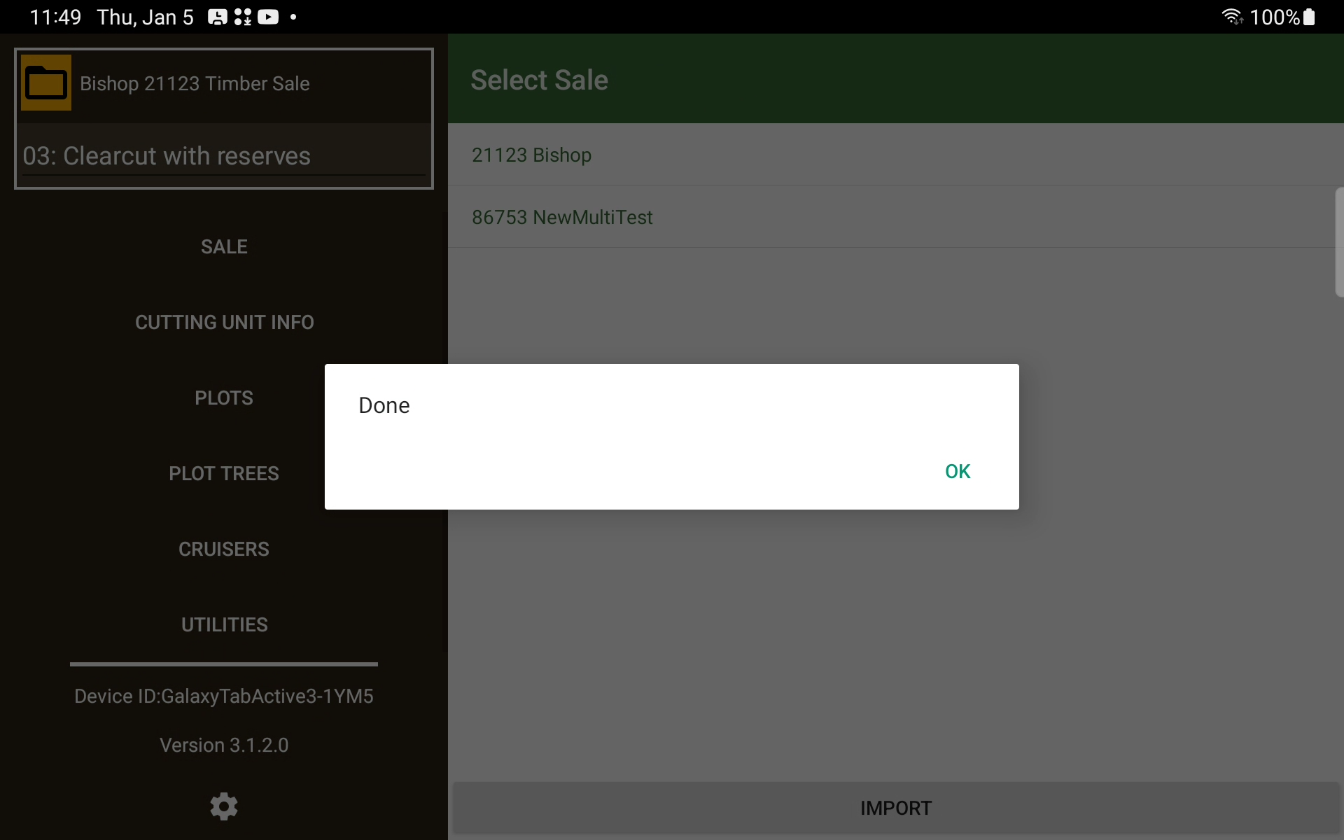 11:49 Thu, Jan 5
100%
Bishop 21123 Timber Sale
03: Clearcut with reserves
SALE
CUTTING UNIT INFO
PLOTS
PLOT TREES
CRUISERS
UTILITIES
Device ID:GalaxyTabActive3-1YM5
Version 3.1.2.0
Select Sale
21123 Bishop
86753 NewMultiTest
Done
OK
IMPORT